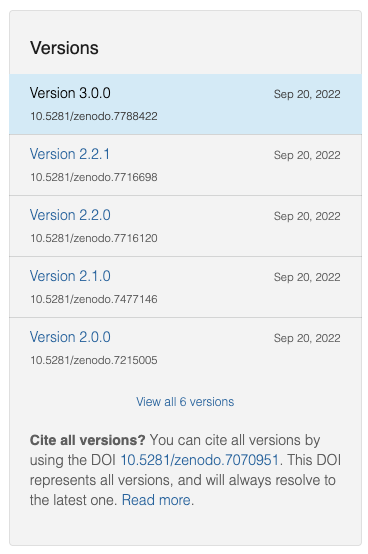 Versions
Version 3.0.0 Sep 20, 2022
10.5281/zenodo.7788422
Version 2.2.1 Sep 20, 2022
10.5281/zenodo.7716698
Version 2.2.0 Sep 20, 2022
10.5281/zenodo.7716120
Version 2.1.0 Sep 20, 2022
10.5281/zenodo.7477146
Version 2.0.0 Sep 20, 2022
10.5281/zenodo.7215005
View all 6 versions
Cite all versions? You can cite all versions by
using the DOI 10.5281/zenodo.7070951. This DOI
represents all versions, and will always resolve to
the latest one. Read more.